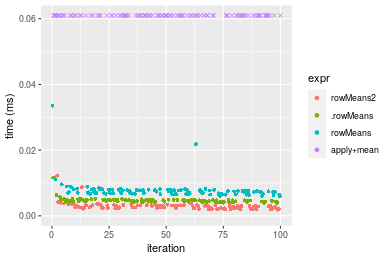 0.06
0.04
0.02
0.00
time (ms)
0
25
50
75
100
iteration
expr
rowMeans2
.rowMeans
rowMeans
apply+mean